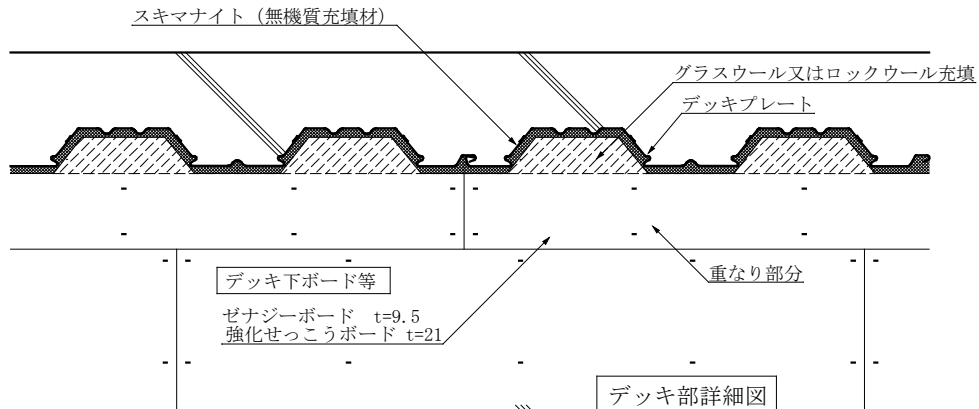 スキマナイト（無機質充填材）
グラスウール又はロックウール充填
デッキプレート
重なり部分
デッキ下ボード等
ゼナジーボード　t=9.5
強化せっこうボード t=21
デッキ部詳細図